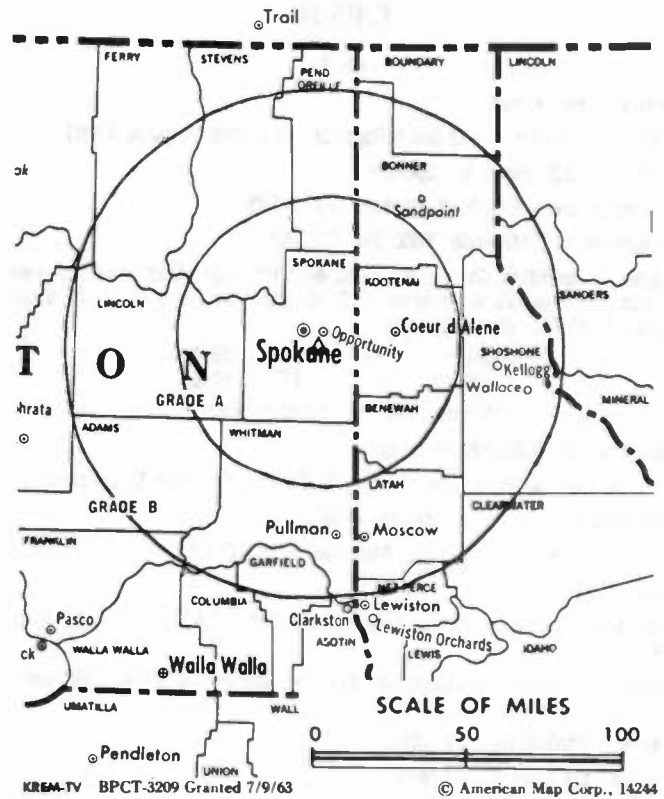 Trail
FERRY
STEVENS
PEND OREILLE
BOUNDARY
LINCOLN
BONNER
ok
Sandpoint
SPOKANE
KOOTENAI
LINCOLN
SANDERS
Opportunity
Coeur d'Alene
Spokane
SHOSHONE
T O N
Kellogg
Wallace
MINERAL
GRADE A
BENEWAH
hrata
ADAMS
WHITMAN
LATAH
GRADE B
CLEARWATER
Pullman
Moscow
FRANKLIN
GARFIELD
NEZ PERCE
COLUMBIA
Lewiston
Clarkston
Pasco
Lewiston Orchards
ASOTIN
ck
WALLA WALLA
LEWIS
IDAHO
Walla Walla
UMATILLA
WALL
SCALE OF MILES
0 50 100
Pendleton
UNION
KREM-TV BPCT-3209 Granted 7/9/63
© American Map Corp., 14244